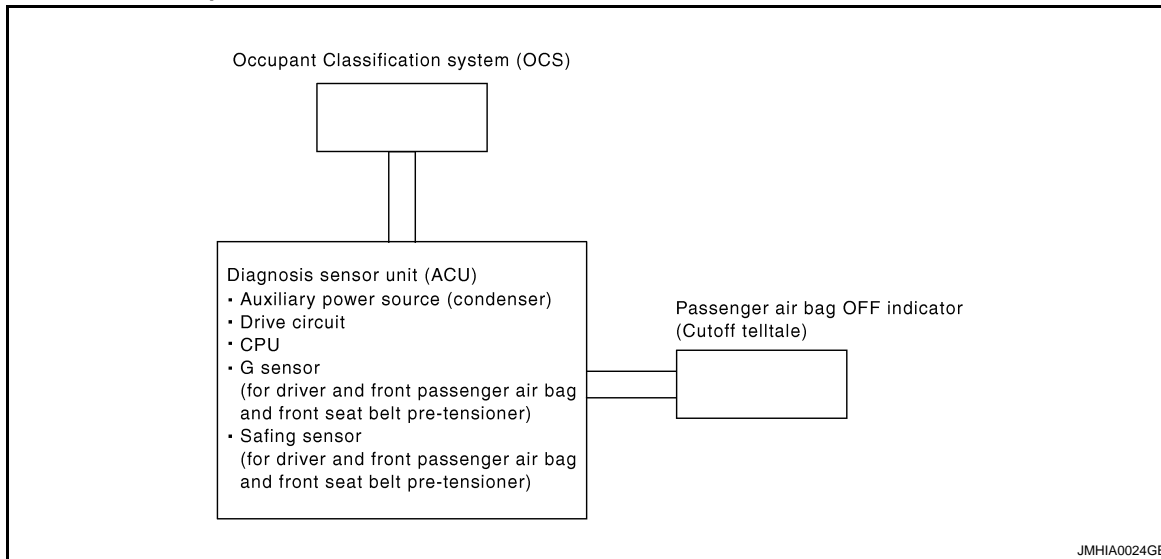 Occupant Classification system (OCS)
Diagnosis sensor unit (ACU)
· Auxiliary power source (condenser)
· Drive circuit
· CPU
· G sensor
(for driver and front passenger air bag
and front seat belt pre-tensioner)
· Safing sensor
(for driver and front passenger air bag
and front seat belt pre-tensioner)
Passenger air bag OFF indicator
(Cutoff telltale)
JMHIA0024GB